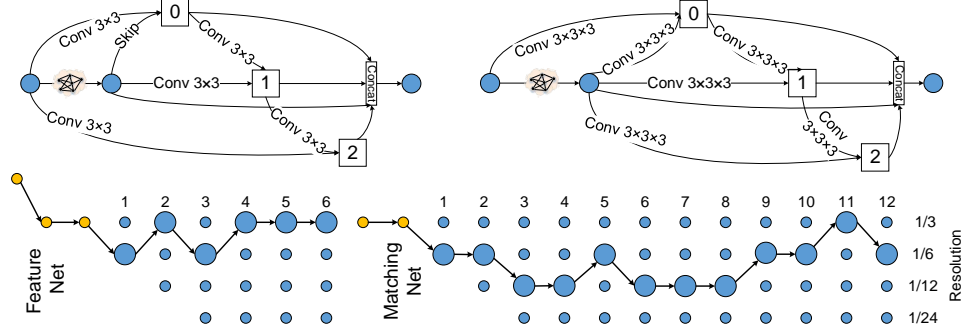 0
Conv 3×3
Skip
Conv 3×3
Conv 3×3
1
Concat
Conv 3×3
Conv 3×3
2
0
Conv 3×3×3
Conv 3×3×3
Conv 3×3×3
Conv 3x3x3
1
Concat
Conv 3×3×3
Conv
3×3×3
2
1 2 3 4 5 6
Feature
Net
1 2 3 4 5 6 7 8 9 10 11 12
Matching
Net
1/3
1/6
1/12
1/24
Resolution